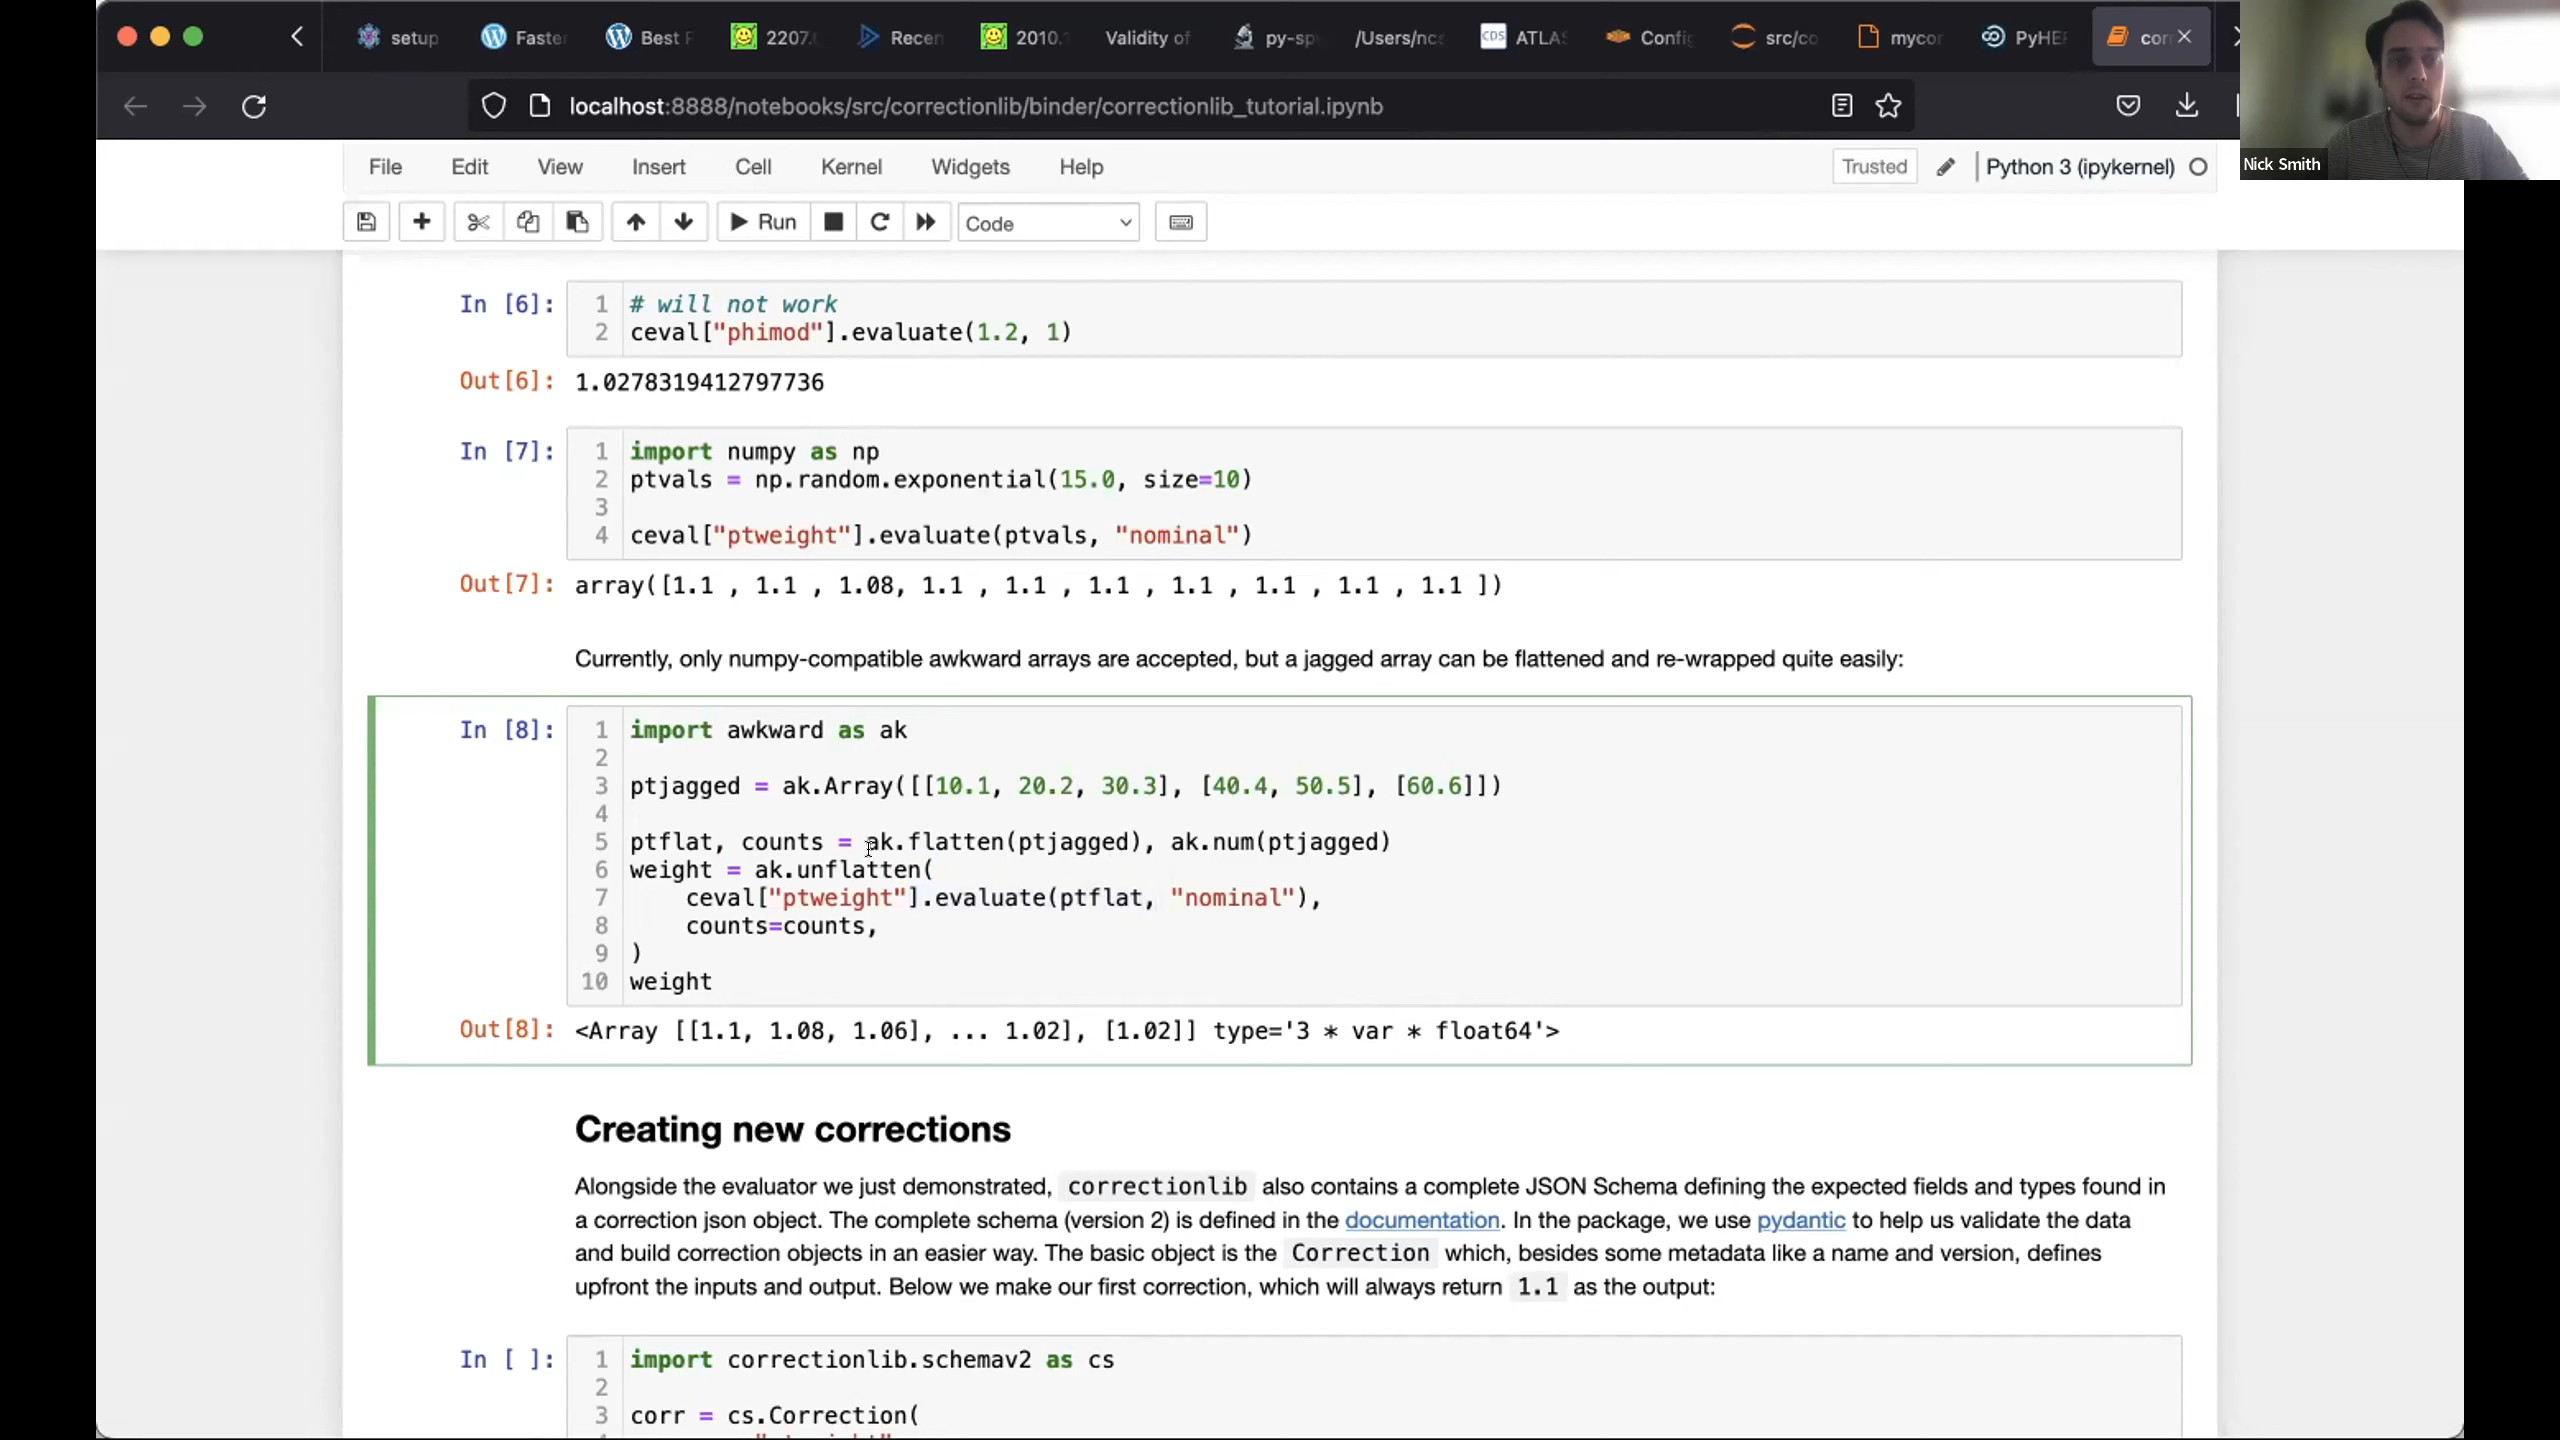 setup
Faster
Best P
2207.0
Recen
2010.1
Validity of
py-sp
/Users/ncs
CDS
ATLAS
Config
src/co
mycor
PyHEP
cor
localhost:8888/notebooks/src/correctionlib/binder/correctionlib_tutorial.ipynb
Nick Smith
File Edit View Insert Cell Kernel Widgets Help Trusted Python 3 (ipykernel)
Run Code
In [6]: 1 # will not work
2 ceval["phimod"].evaluate(1.2, 1)
Out[6]: 1.0278319412797736
In [7]: 1 import numpy as np
2 ptvals = np.random.exponential(15.0, size=10)
3
4 ceval["ptweight"].evaluate(ptvals, "nominal")
Out[7]: array([1.1 , 1.1 , 1.08, 1.1 , 1.1 , 1.1 , 1.1 , 1.1 , 1.1 , 1.1 ])
Currently, only numpy-compatible awkward arrays are accepted, but a jagged array can be flattened and re-wrapped quite easily:
In [8]: 1 import awkward as ak
2
3 ptjagged = ak.Array([[10.1, 20.2, 30.3], [40.4, 50.5], [60.6]])
4
5 ptflat, counts = ak.flatten(ptjagged), ak.num(ptjagged)
6 weight = ak.unflatten(
7 ceval["ptweight"].evaluate(ptflat, "nominal"),
8 counts=counts,
9 )
10 weight
Out[8]: <Array [[1.1, 1.08, 1.06], ... 1.02], [1.02]] type='3 * var * float64'>
Creating new corrections
Alongside the evaluator we just demonstrated, correctionlib also contains a complete JSON Schema defining the expected fields and types found in
a correction json object. The complete schema (version 2) is defined in the documentation. In the package, we use pydantic to help us validate the data
and build correction objects in an easier way. The basic object is the Correction which, besides some metadata like a name and version, defines
upfront the inputs and output. Below we make our first correction, which will always return 1.1 as the output:
In [ ]: 1 import correctionlib.schemav2 as cs
2
3 corr = cs.Correction(